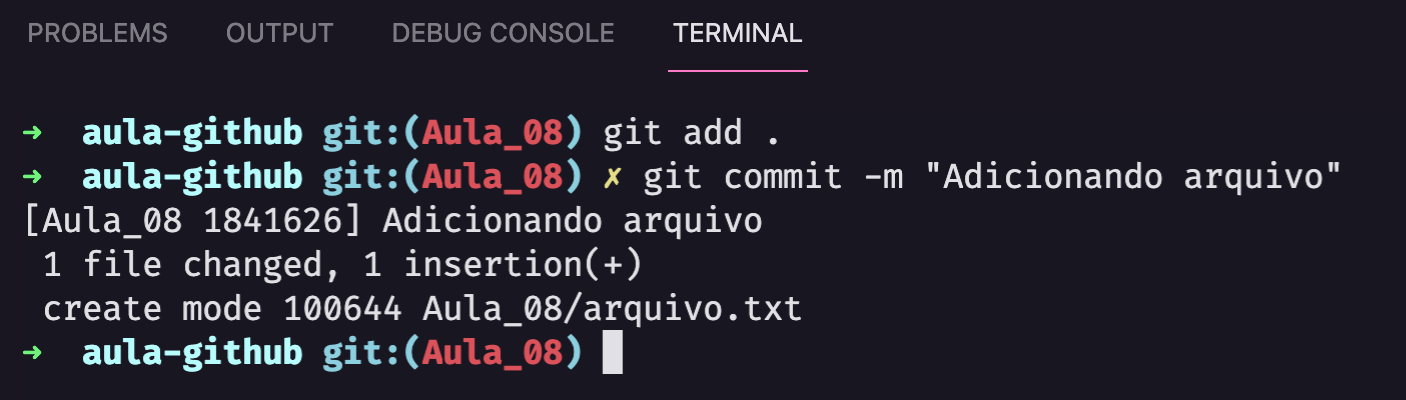 PROBLEMS OUTPUT DEBUG CONSOLE TERMINAL
➜ aula-github git:(Aula_08) git add .
➜ aula-github git:(Aula_08) ✗ git commit -m "Adicionando arquivo"
[Aula_08 1841626] Adicionando arquivo
1 file changed, 1 insertion(+)
create mode 100644 Aula_08/arquivo.txt
➜ aula-github git:(Aula_08)